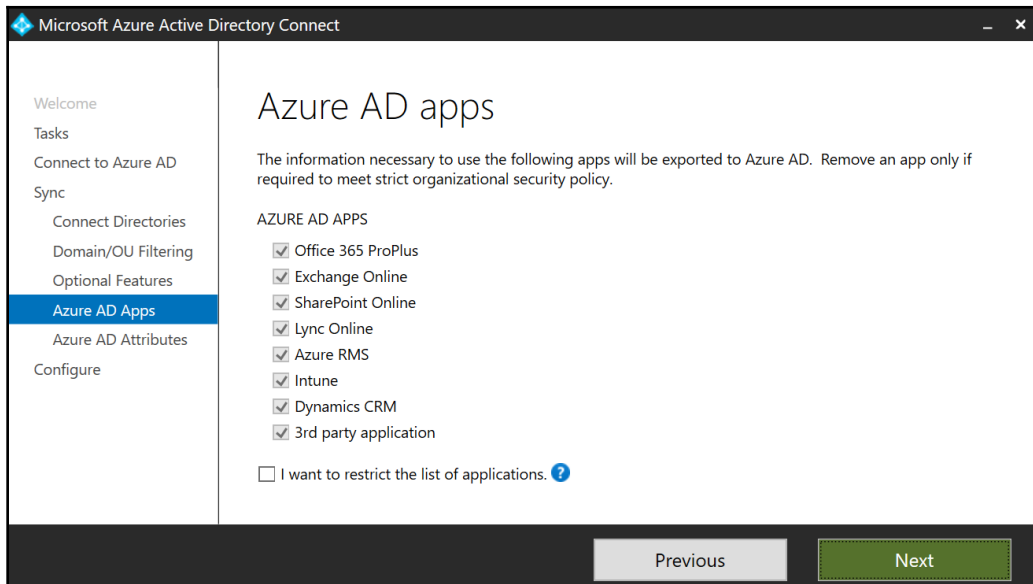 Microsoft Azure Active Directory Connect
Welcome
Tasks
Connect to Azure AD
Sync
Connect Directories
Domain/OU Filtering
Optional Features
Azure AD Apps
Azure AD Attributes
Configure
Azure AD apps
The information necessary to use the following apps will be exported to Azure AD. Remove an app only if
required to meet strict organizational security policy.
AZURE AD APPS
Office 365 ProPlus
Exchange Online
SharePoint Online
Lync Online
Azure RMS
Intune
Dynamics CRM
3rd party application
I want to restrict the list of applications. ?
Previous
Next